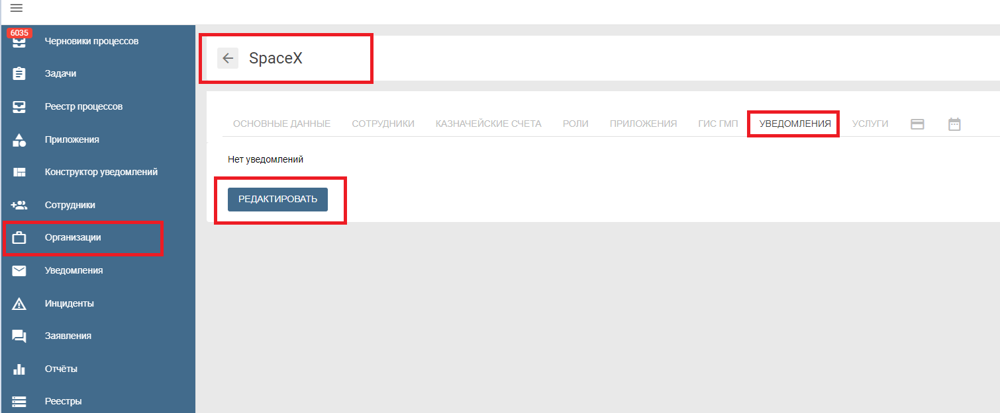 6035
Черновики процессов
Задачи
Реестр процессов
Приложения
Конструктор уведомлений
Сотрудники
Организации
Уведомления
Инциденты
Заявления
Отчёты
Реестры
SpaceX
ОСНОВНЫЕ ДАННЫЕ СОТРУДНИКИ КАЗНАЧЕЙСКИЕ СЧЕТА РОЛИ ПРИЛОЖЕНИЯ ГИС ГМП УВЕДОМЛЕНИЯ УСЛУГИ
Нет уведомлений
РЕДАКТИРОВАТЬ